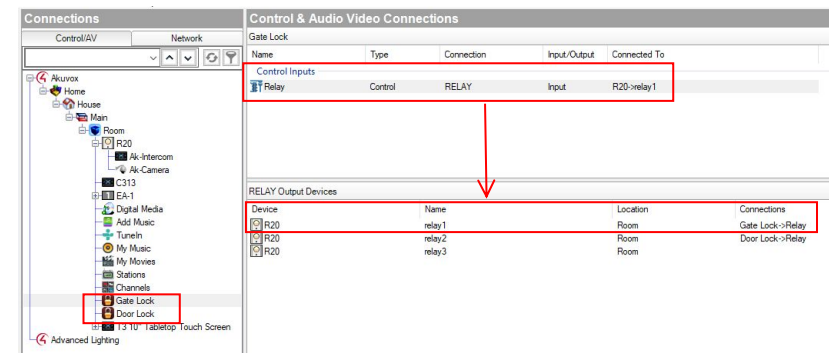 Connections
Control & Audio Video Connections
Control/AV Network
Gate Lock
Name Type Connection Input/Output Connected To
Control Inputs
Relay Control RELAY Input R20->relay1
Akuvox
Home
House
Main
Room
R20
Ak-Intercom
Ak-Camera
C313
EA-1
Digital Media
Add Music
TuneIn
My Music
My Movies
Stations
Channels
Gate Lock
Door Lock
T3 10" Tabletop Touch Screen
Advanced Lighting
RELAY Output Devices
Device Name Location Connections
R20 relay1 Room Gate Lock->Relay
R20 relay2 Room Door Lock->Relay
R20 relay3 Room